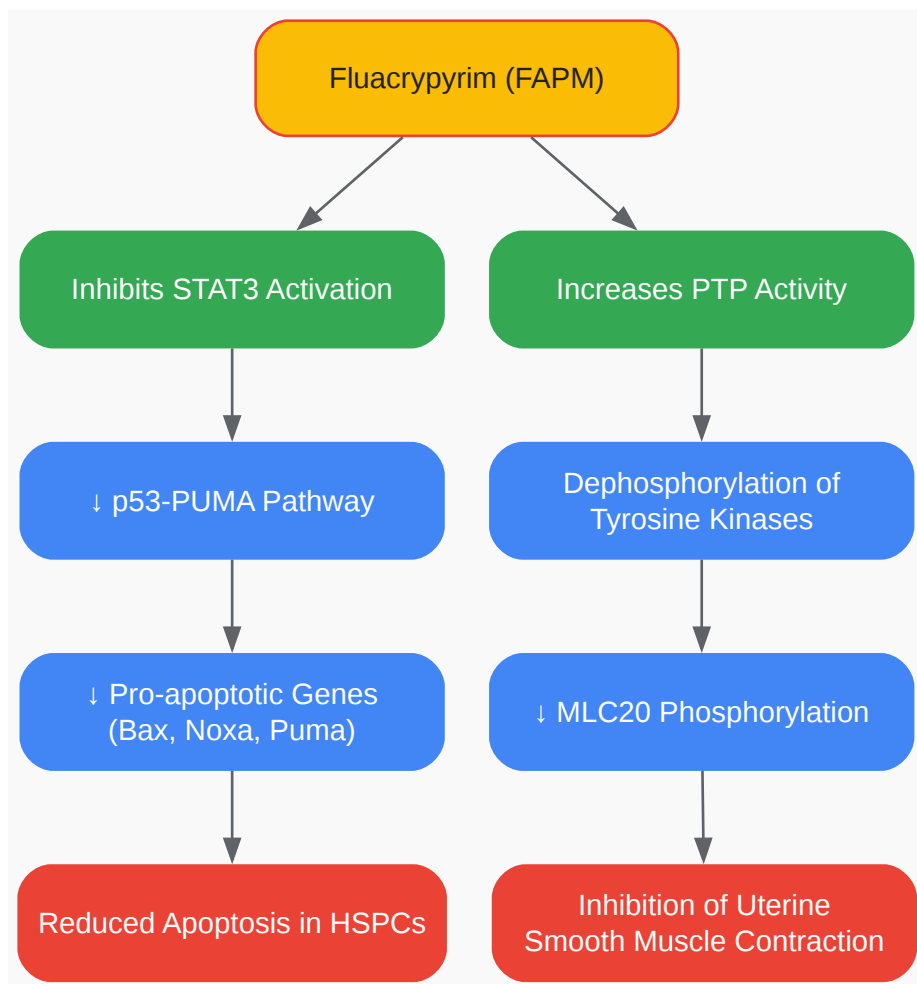 Fluacrypyrim (FAPM)
Inhibits STAT3 Activation
Increases PTP Activity
↓ p53-PUMA Pathway
Dephosphorylation of
Tyrosine Kinases
↓ Pro-apoptotic Genes
(Bax, Noxa, Puma)
↓ MLC20 Phosphorylation
Reduced Apoptosis in HSPCs
Inhibition of Uterine
Smooth Muscle Contraction